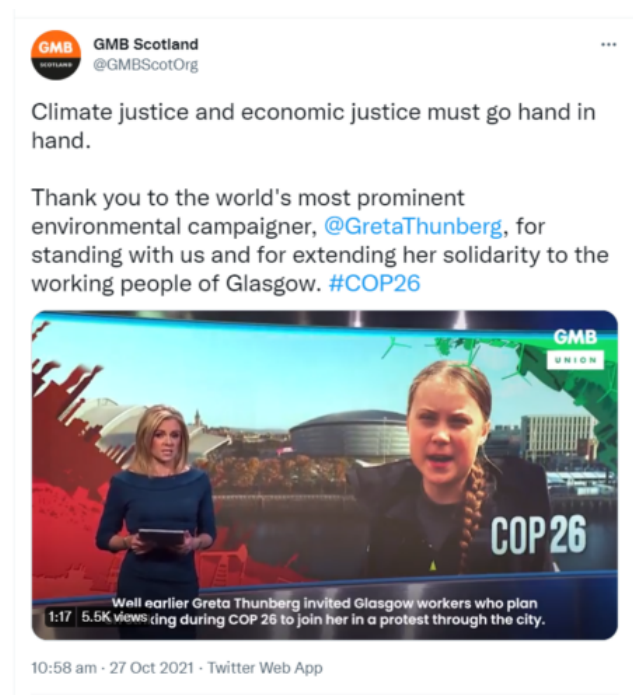 GMB
SCOTLAND
GMB Scotland
@GMBScotOrg
Climate justice and economic justice must go hand in
hand.
Thank you to the world's most prominent
environmental campaigner, @GretaThunberg, for
standing with us and for extending her solidarity to the
working people of Glasgow. #COP26
GMB
UNION
COP26
Well earlier Greta Thunberg invited Glasgow workers who plan
1:17 5.5K views king during COP 26 to join her in a protest through the city.
10:58 am · 27 Oct 2021 · Twitter Web App